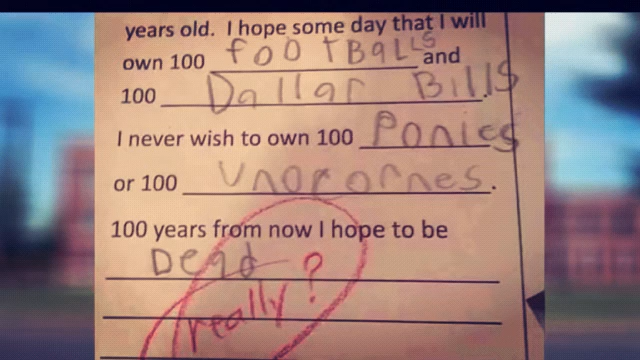 years old. I hope some day that I will
own 100 footBalls and
100 Dallar Bills.
I never wish to own 100 Ponies
or 100 Unorornes.
100 years from now I hope to be
Dead
really?